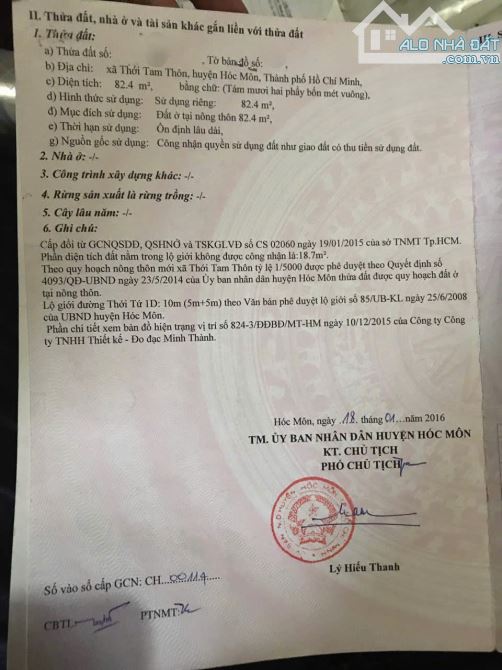 ALO NHÀ ĐẤT
II. Thửa đất, nhà ở và tài sản khác gắn liền với thửa đất
1. Thửa đất:
a) Thửa đất số: , Tờ bản đồ số:
b) Địa chỉ: xã Thới Tam Thôn, huyện Hóc Môn, Thành phố Hồ Chí Minh,
c) Diện tích: 82.4 m², bằng chữ: (Tám mươi hai phẩy bốn mét vuông),
d) Hình thức sử dụng: Sử dụng riêng: 82.4 m²,
đ) Mục đích sử dụng: Đất ở tại nông thôn 82.4 m²,
e) Thời hạn sử dụng: Ổn định lâu dài,
g) Nguồn gốc sử dụng: Công nhận quyền sử dụng đất như giao đất có thu tiền sử dụng đất.
2. Nhà ở: -/-
3. Công trình xây dựng khác: -/-
4. Rừng sản xuất là rừng trồng: -/-
5. Cây lâu năm: -/-
6. Ghi chú:
Cấp đổi từ GCNQSDĐ, QSHNỞ và TSKGLVĐ số CS 02060 ngày 19/01/2015 của sở TNMT Tp.HCM.
Phần diện tích đất nằm trong lộ giới không được công nhận là:18.7m².
Theo quy hoạch nông thôn mới xã Thới Tam Thôn tỷ lệ 1/5000 được phê duyệt theo Quyết định số
4093/QĐ-UBND ngày 23/5/2014 của Ủy ban nhân dân huyện Hóc Môn thửa đất được quy hoạch đất ở
tại nông thôn.
Lộ giới đường Thới Tứ 1D: 10m (5m+5m) theo Văn bản phê duyệt lộ giới số 85/UB-KL ngày 25/6/2008
của UBND huyện Hóc Môn.
Phần chi tiết xem bản đồ hiện trạng vị trí số 824-3/ĐĐBĐ/MT-HM ngày 10/12/2015 của Công ty Công
ty TNHH Thiết kế - Đo đạc Minh Thành.
Hóc Môn, ngày .18. tháng 01 ...năm 2016
TM. ỦY BAN NHÂN DÂN HUYỆN HÓC MÔN
KT. CHỦ TỊCH
PHÓ CHỦ TỊCH
Lý Hiếu Thanh
Số vào sổ cấp GCN: CH....00114
CBTL: PTNMT: